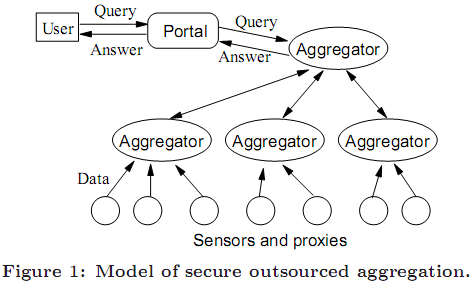 Query
User
Portal
Query
Answer
Answer
Aggregator
Aggregator
Aggregator
Aggregator
Data
Sensors and proxies
Figure 1: Model of secure outsourced aggregation.